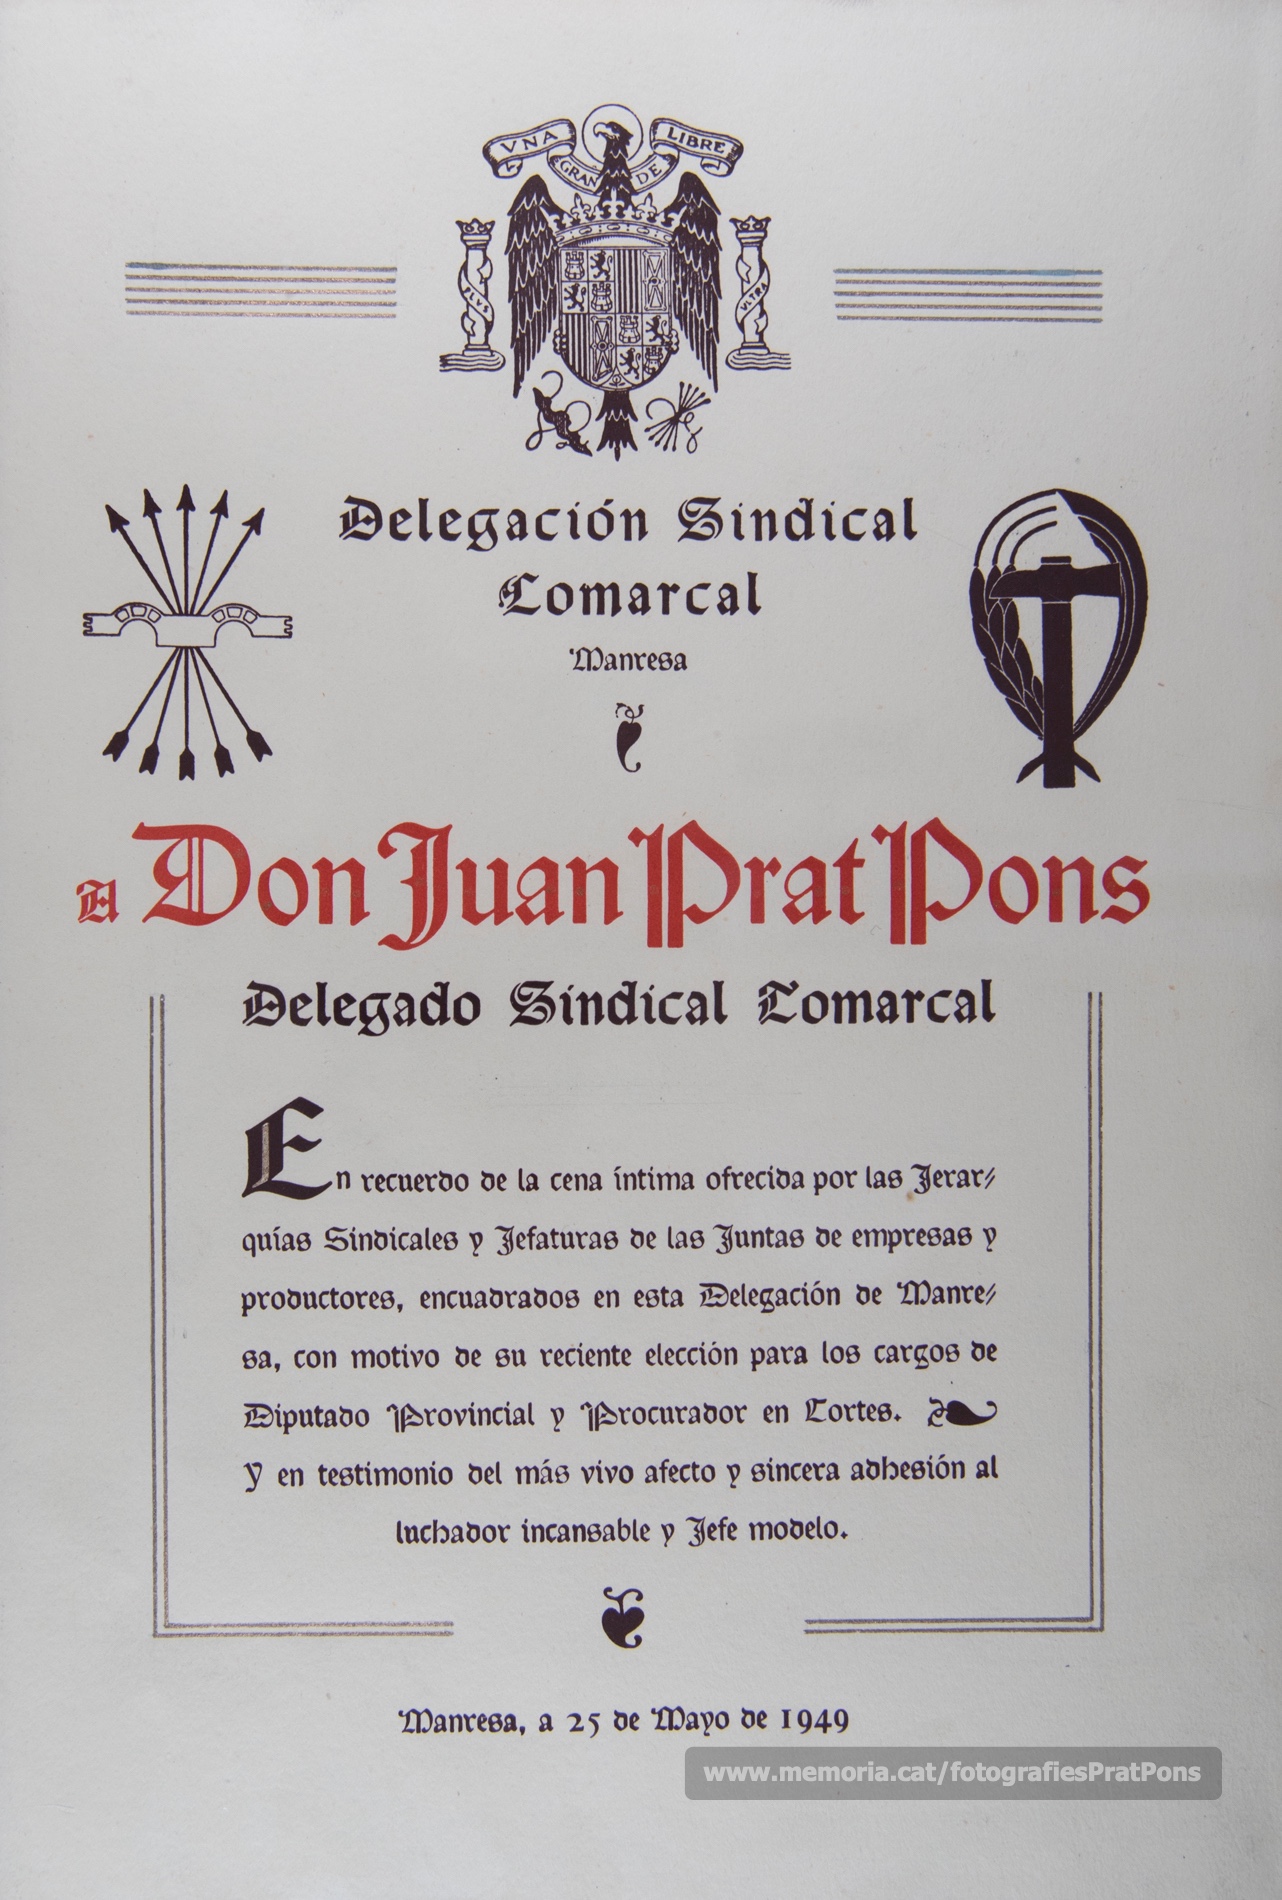 VNA
GRANDE
LIBRE
PLVS
VLTRA
Delegación Sindical
Comarcal
Manresa
A Don Juan Prat Pons
Delegado Sindical Comarcal
En recuerdo de la cena íntima ofrecida por las Jerar-
quías Sindicales y Jefaturas de las Juntas de empresas y
productores, encuadrados en esta Delegación de Manre-
sa, con motivo de su reciente elección para los cargos de
Diputado Provincial y Procurador en Cortes.
Y en testimonio del más vivo afecto y sincera adhesión al
luchador incansable y Jefe modelo.
Manresa, a 25 de Mayo de 1949
www.memoria.cat/fotografiesPratPons